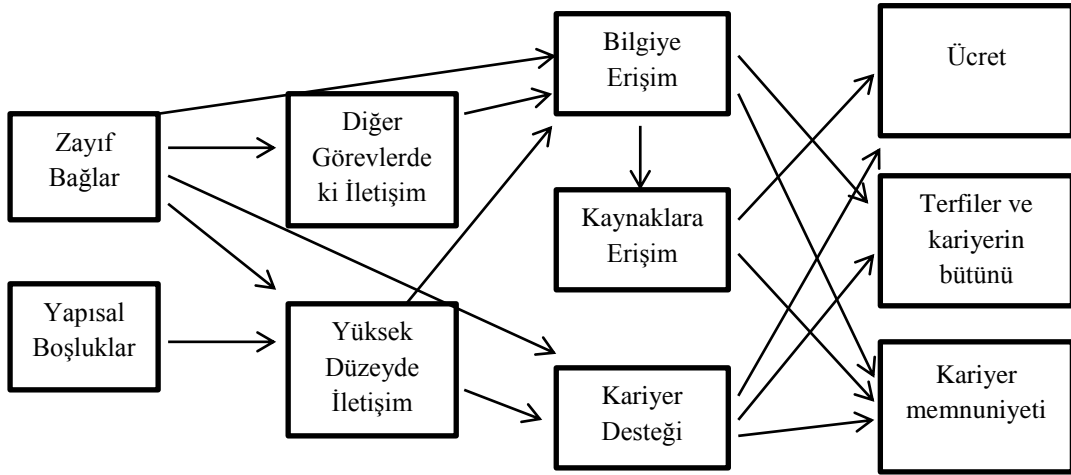 Zayıf
Bağlar
Yapısal
Boşluklar
Diğer
Görevlerde
ki İletişim
Yüksek
Düzeyde
İletişim
Bilgiye
Erişim
Kaynaklara
Erişim
Kariyer
Desteği
Ücret
Terfiler ve
kariyerin
bütünü
Kariyer
memnuniyeti